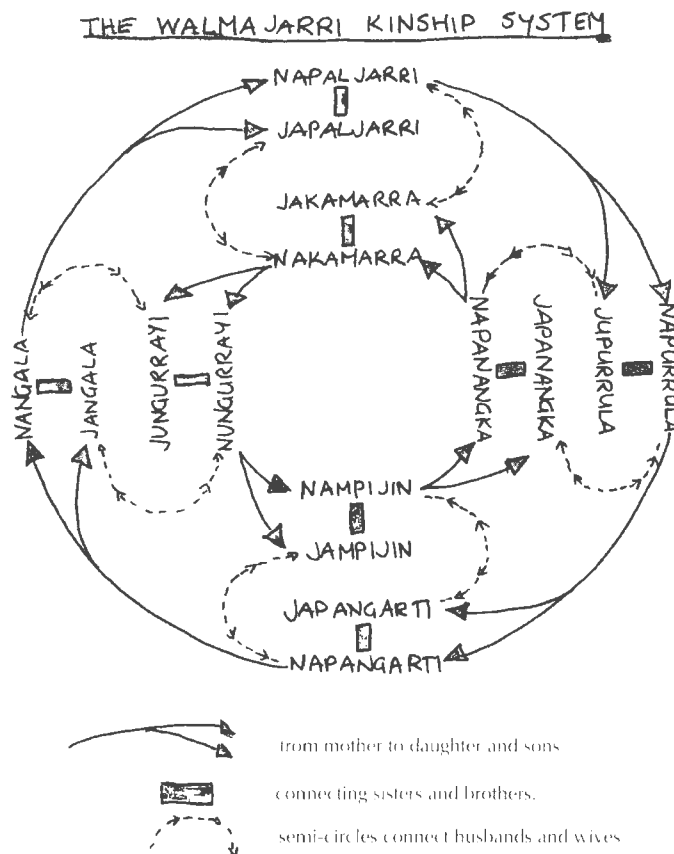 THE WALMAJARRI KINSHIP SYSTEM
NAPALJARRI
JAPALJARRI
JAKAMARRA
NAKAMARRA
NANGALA
JANGALA
JUNGURRAYI
NUNGURRAYI
NAPANANGKA
JAPANANGKA
JUPURRULA
NAPURRULA
NAMPIJIN
JAMPIJIN
JAPANGARTI
NAPANGARTI
from mother to daughter and sons
connecting sisters and brothers.
semi-circles connect husbands and wives